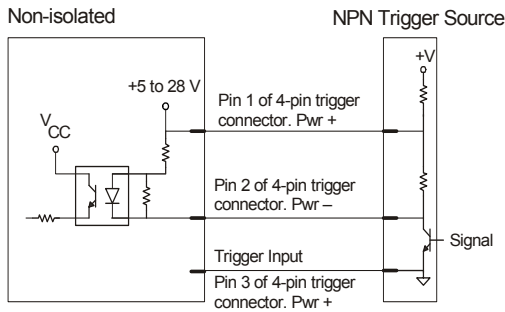 Non-isolated
NPN Trigger Source
+V
+5 to 28 V
Pin 1 of 4-pin trigger
connector. Pwr +
VCC
Pin 2 of 4-pin trigger
connector. Pwr –
Signal
Trigger Input
Pin 3 of 4-pin trigger
connector. Pwr +